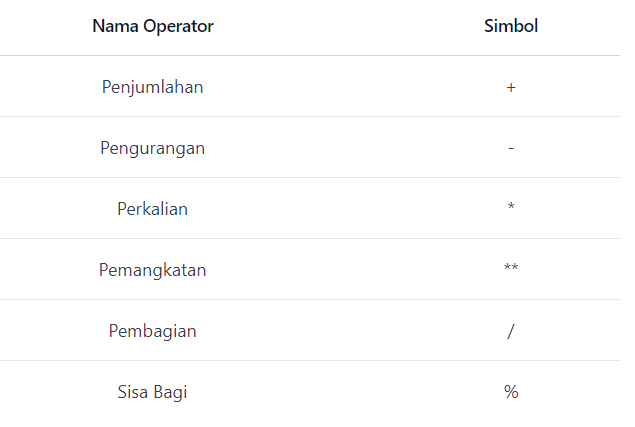 Nama Operator Simbol
Penjumlahan +
Pengurangan -
Perkalian *
Pemangkatan **
Pembagian /
Sisa Bagi %